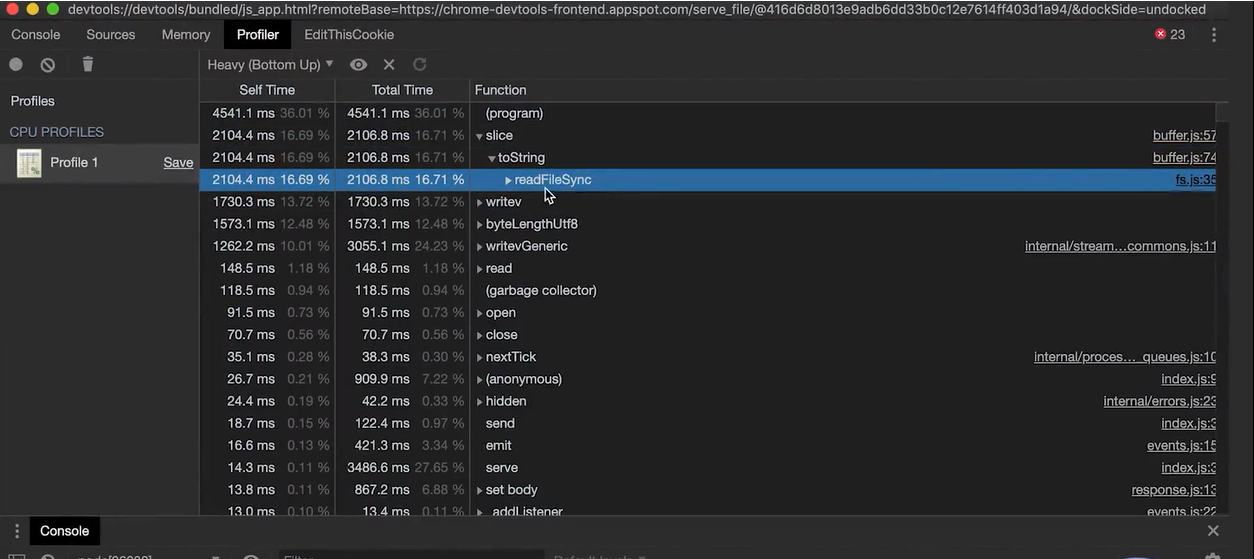 devtools://devtools/bundled/js_app.html?remoteBase=https://chrome-devtools-frontend.appspot.com/serve_file/@416d6d8013e9adb6dd33b0c12e7614ff403d1a94/&dockSide=undocked
Console Sources Memory Profiler EditThisCookie 23
Heavy (Bottom Up)
Profiles
CPU PROFILES
Profile 1 Save
Self Time Total Time Function
4541.1 ms 36.01 % 4541.1 ms 36.01 % (program)
2104.4 ms 16.69 % 2106.8 ms 16.71 % slice buffer.js:57
2104.4 ms 16.69 % 2106.8 ms 16.71 % toString buffer.js:74
2104.4 ms 16.69 % 2106.8 ms 16.71 % readFileSync fs.js:35
1730.3 ms 13.72 % 1730.3 ms 13.72 % writev
1573.1 ms 12.48 % 1573.1 ms 12.48 % byteLengthUtf8
1262.2 ms 10.01 % 3055.1 ms 24.23 % writevGeneric internal/stream…commons.js:11
148.5 ms 1.18 % 148.5 ms 1.18 % read
118.5 ms 0.94 % 118.5 ms 0.94 % (garbage collector)
91.5 ms 0.73 % 91.5 ms 0.73 % open
70.7 ms 0.56 % 70.7 ms 0.56 % close
35.1 ms 0.28 % 38.3 ms 0.30 % nextTick internal/proces…_queues.js:10
26.7 ms 0.21 % 909.9 ms 7.22 % (anonymous) index.js:9
24.4 ms 0.19 % 42.2 ms 0.33 % hidden internal/errors.js:23
18.7 ms 0.15 % 122.4 ms 0.97 % send index.js:3
16.6 ms 0.13 % 421.3 ms 3.34 % emit events.js:15
14.3 ms 0.11 % 3486.6 ms 27.65 % serve index.js:3
13.8 ms 0.11 % 867.2 ms 6.88 % set body response.js:13
13.0 ms 0.10 % 13.4 ms 0.11 % _addListener events.js:22
Console
Filter
Default levels